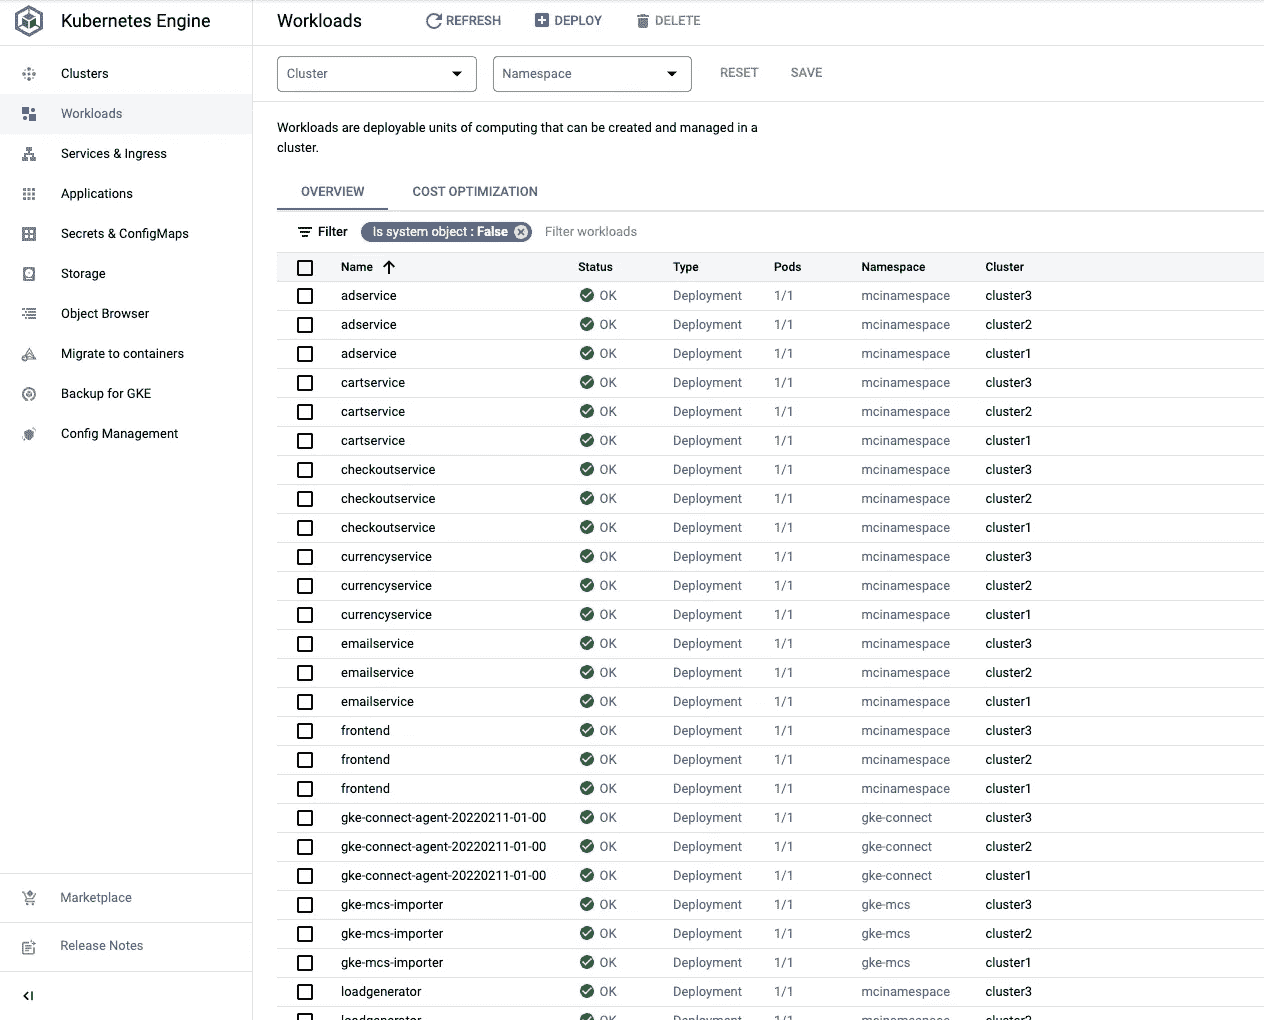 Kubernetes Engine
Clusters
Workloads
Services & Ingress
Applications
Secrets & ConfigMaps
Storage
Object Browser
Migrate to containers
Backup for GKE
Config Management
Marketplace
Release Notes
Workloads REFRESH DEPLOY DELETE
Cluster Namespace RESET SAVE
Workloads are deployable units of computing that can be created and managed in a
cluster.
OVERVIEW COST OPTIMIZATION
Filter Is system object : False Filter workloads
Name Status Type Pods Namespace Cluster
adservice OK Deployment 1/1 mcinamespace cluster3
adservice OK Deployment 1/1 mcinamespace cluster2
adservice OK Deployment 1/1 mcinamespace cluster1
cartservice OK Deployment 1/1 mcinamespace cluster3
cartservice OK Deployment 1/1 mcinamespace cluster2
cartservice OK Deployment 1/1 mcinamespace cluster1
checkoutservice OK Deployment 1/1 mcinamespace cluster3
checkoutservice OK Deployment 1/1 mcinamespace cluster2
checkoutservice OK Deployment 1/1 mcinamespace cluster1
currencyservice OK Deployment 1/1 mcinamespace cluster3
currencyservice OK Deployment 1/1 mcinamespace cluster2
currencyservice OK Deployment 1/1 mcinamespace cluster1
emailservice OK Deployment 1/1 mcinamespace cluster3
emailservice OK Deployment 1/1 mcinamespace cluster2
emailservice OK Deployment 1/1 mcinamespace cluster1
frontend OK Deployment 1/1 mcinamespace cluster3
frontend OK Deployment 1/1 mcinamespace cluster2
frontend OK Deployment 1/1 mcinamespace cluster1
gke-connect-agent-20220211-01-00 OK Deployment 1/1 gke-connect cluster3
gke-connect-agent-20220211-01-00 OK Deployment 1/1 gke-connect cluster2
gke-connect-agent-20220211-01-00 OK Deployment 1/1 gke-connect cluster1
gke-mcs-importer OK Deployment 1/1 gke-mcs cluster3
gke-mcs-importer OK Deployment 1/1 gke-mcs cluster2
gke-mcs-importer OK Deployment 1/1 gke-mcs cluster1
loadgenerator OK Deployment 1/1 mcinamespace cluster3